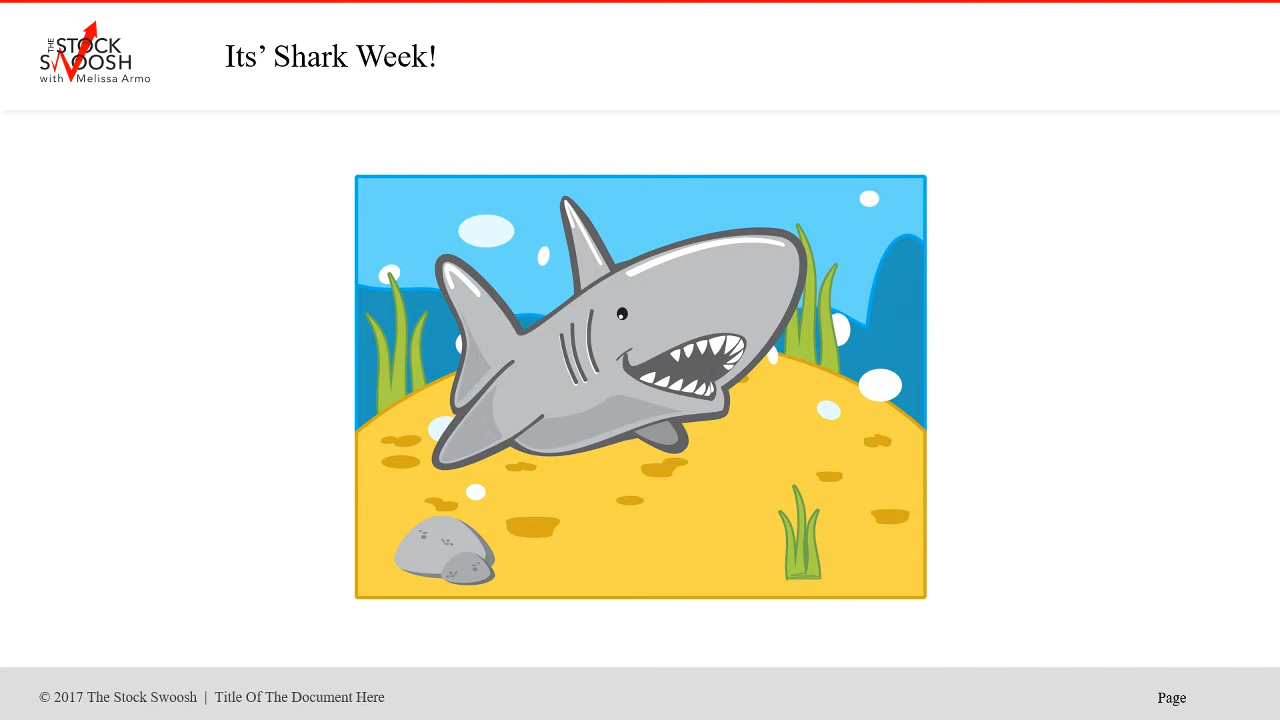 THE STOCK
SWOOSH
with Melissa Armo
Its’ Shark Week!
© 2017 The Stock Swoosh | Title Of The Document Here
Page